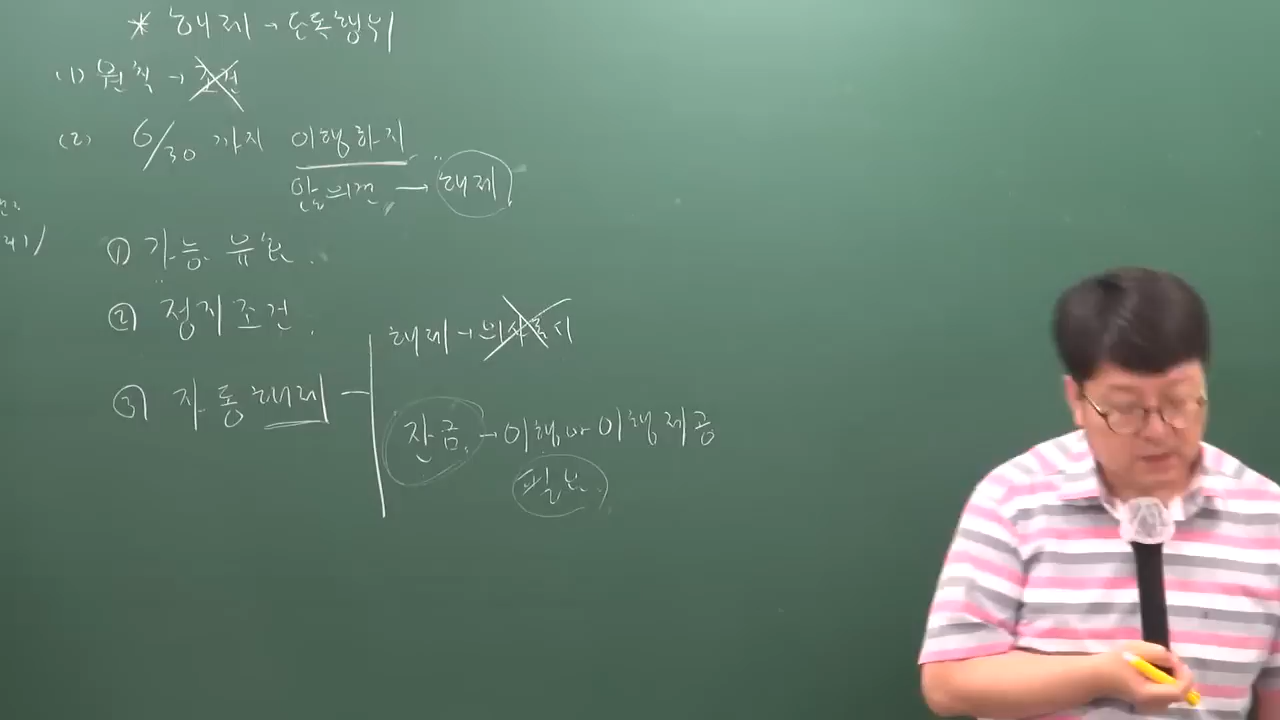 * 해제 → 단독행위
(1) 원칙 → 조건
(2) 6/30 까지 이행하지
않으면 → 해제
① 가능 유효.
② 정지조건.
③ 자동해제
해제 → 의사표시
잔금. → 이행 or 이행제공
필요.